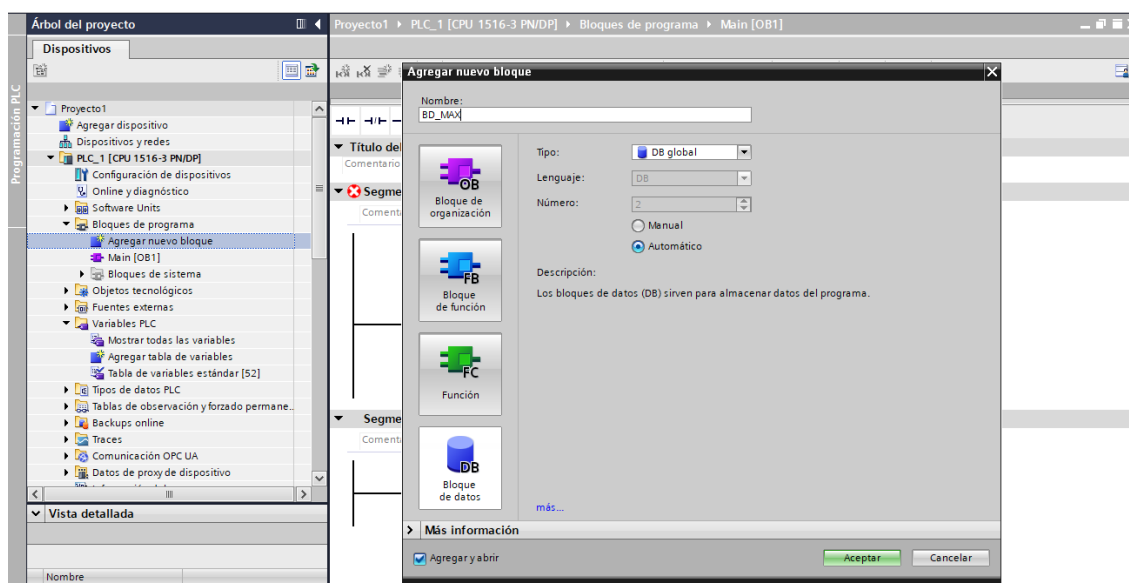 Árbol del proyecto
Proyecto1 ▸ PLC_1 [CPU 1516-3 PN/DP] ▸ Bloques de programa ▸ Main [OB1]
Dispositivos
Programación PLC
Proyecto1
Agregar dispositivo
Dispositivos y redes
PLC_1 [CPU 1516-3 PN/DP]
Configuración de dispositivos
Online y diagnóstico
Software Units
Bloques de programa
Agregar nuevo bloque
Main [OB1]
Bloques de sistema
Objetos tecnológicos
Fuentes externas
Variables PLC
Mostrar todas las variables
Agregar tabla de variables
Tabla de variables estándar [52]
Tipos de datos PLC
Tablas de observación y forzado permane..
Backups online
Traces
Comunicación OPC UA
Datos de proxy de dispositivo
Vista detallada
Nombre
Título del
Comentario
Segme
Coment
Segme
Coment
Agregar nuevo bloque
Nombre:
BD_MAX
OB
Bloque de
organización
FB
Bloque
de función
FC
Función
DB
Bloque
de datos
Tipo:
DB global
Lenguaje:
DB
Número:
2
Manual
Automático
Descripción:
Los bloques de datos (DB) sirven para almacenar datos del programa.
más...
Más información
Agregar y abrir
Aceptar
Cancelar